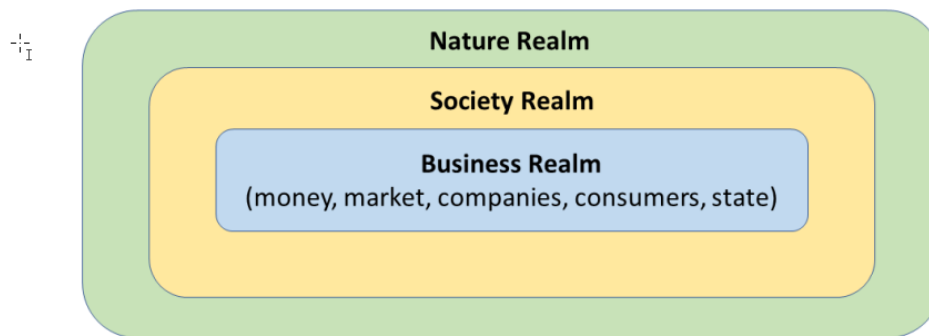 Nature Realm
Society Realm
Business Realm
(money, market, companies, consumers, state)